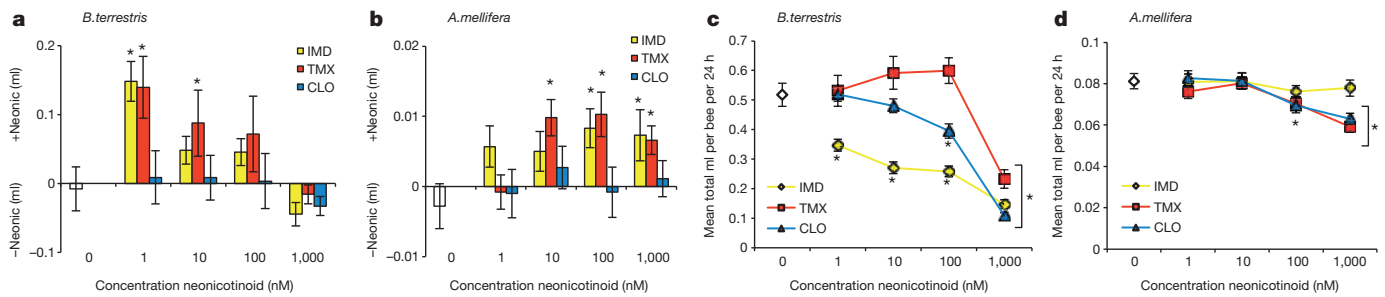 a
B.terrestris
+Neonic (ml)
–Neonic (ml)
0.2
0.1
0
–0.1
* *
*
IMD
TMX
CLO
0
1
10
100
1,000
Concentration neonicotinoid (nM)
b
A.mellifera
+Neonic (ml)
–Neonic (ml)
0.02
0.01
0
–0.01
* * * * *
IMD
TMX
CLO
0
1
10
100
1,000
Concentration neonicotinoid (nM)
c
B.terrestris
Mean total ml per bee per 24 h
0.7
0.6
0.5
0.4
0.3
0.2
0.1
0
* * * * *
IMD
TMX
CLO
0
1
10
100
1,000
Concentration neonicotinoid (nM)
d
A.mellifera
Mean total ml per bee per 24 h
0.1
0.08
0.06
0.04
0.02
0
* *
IMD
TMX
CLO
0
1
10
100
1,000
Concentration neonicotinoid (nM)